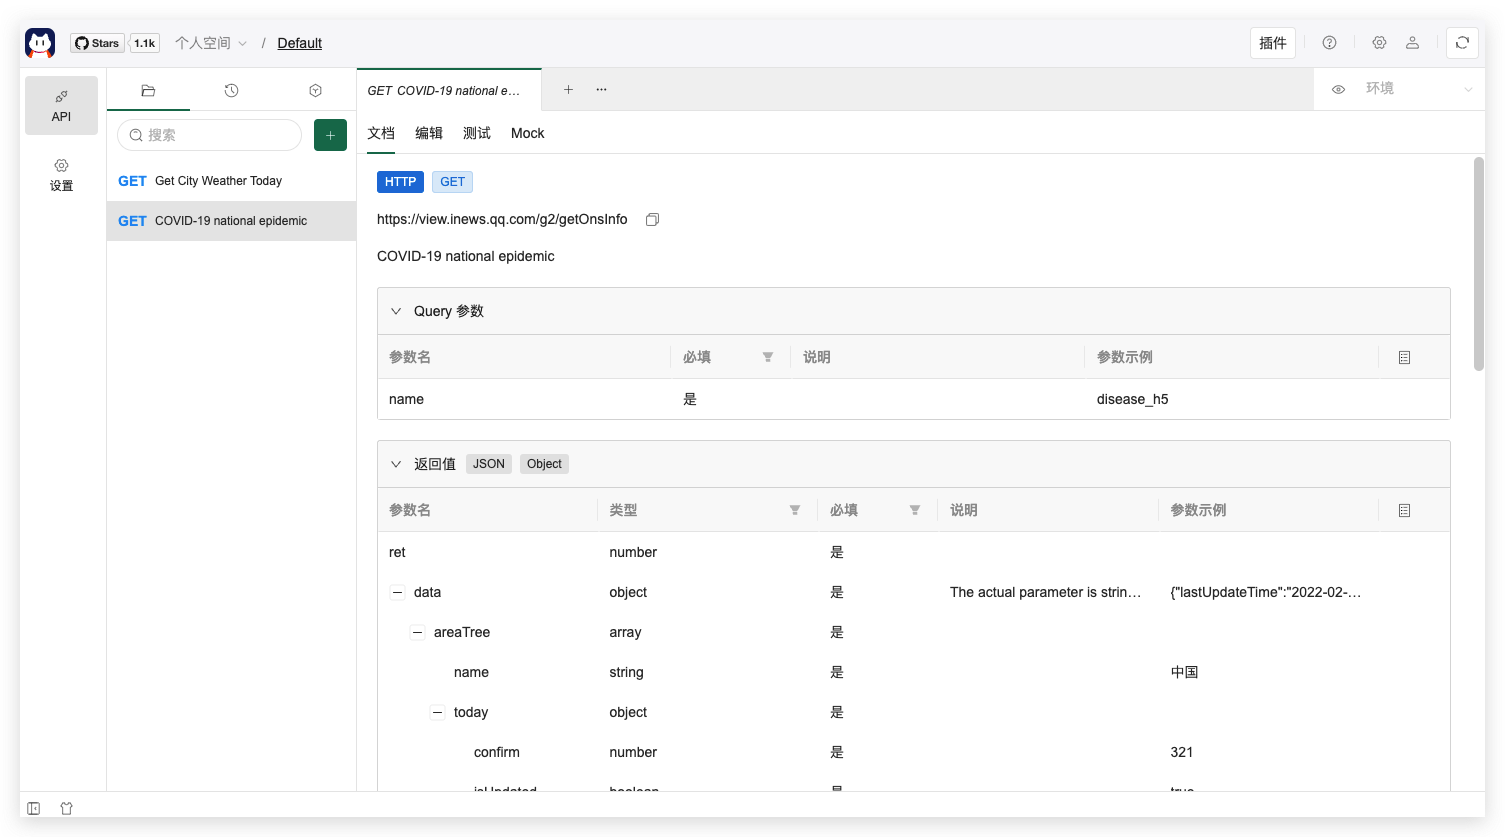 Stars 1.1k 个人空间 / Default 插件
API
设置
搜索
GET Get City Weather Today
GET COVID-19 national epidemic
GET COVID-19 national e... 环境
文档 编辑 测试 Mock
HTTP GET
https://view.inews.qq.com/g2/getOnsInfo
COVID-19 national epidemic
Query 参数
参数名 必填 说明 参数示例
name 是 disease_h5
返回值 JSON Object
参数名 类型 必填 说明 参数示例
ret number 是
data object 是 The actual parameter is strin... {"lastUpdateTime":"2022-02-...
areaTree array 是
name string 是 中国
today object 是
confirm number 是 321
isUpdated boolean 是 true